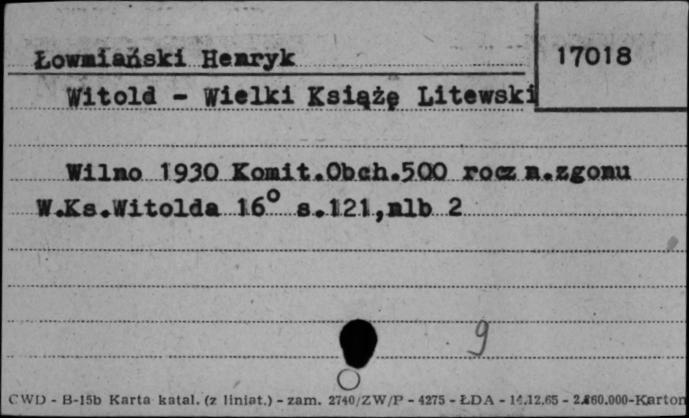 Łowmiański Henryk
17018
Witold - Wielki Książę Litewski
Wilno 1930 Komit.Obch.500 rocz n.zgonu
W.Ks.Witolda 16° s.121,nlb 2
9
CWD - B-15b Karta katal. (z liniat.) - zam. 2740/ZW/P - 4275 - ŁDA - 14.12.65 - 2.860.000-Karton